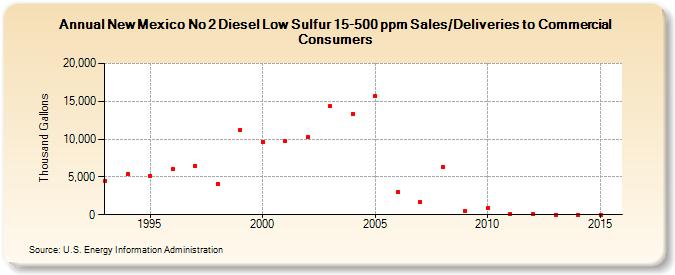 Annual New Mexico No 2 Diesel Low Sulfur 15-500 ppm Sales/Deliveries to Commercial
Consumers
Thousand Gallons
20,000
15,000
10,000
5,000
0
1995
2000
2005
2010
2015
Source: U.S. Energy Information Administration